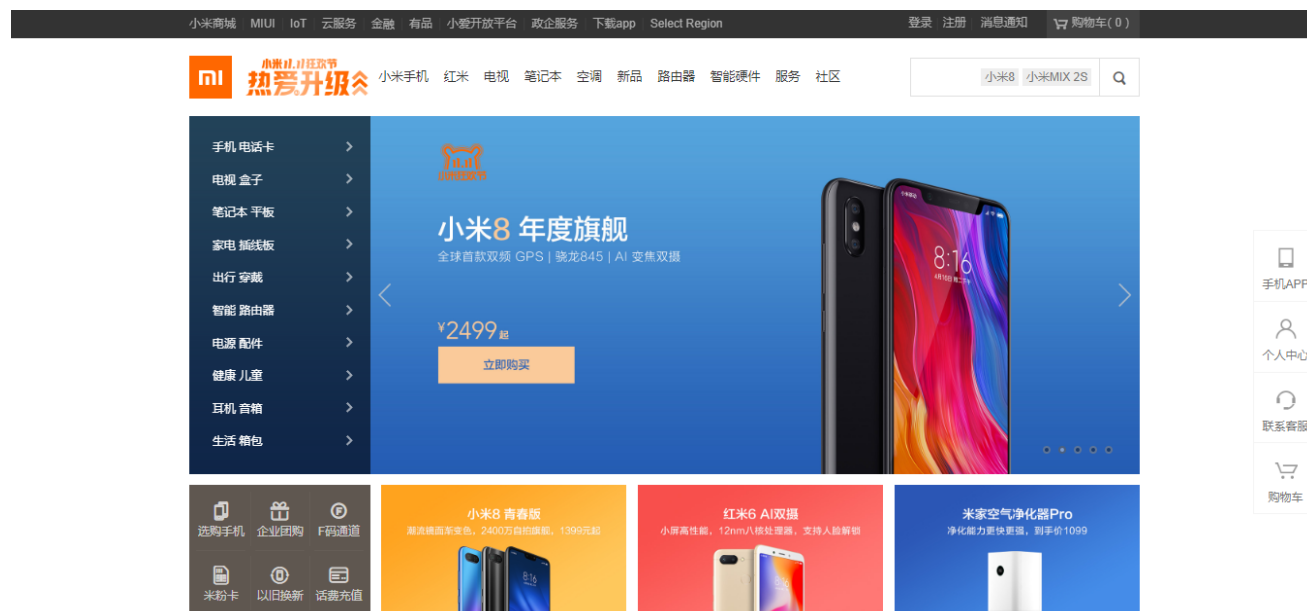 小米商城 MIUI IoT 云服务 金融 有品 小爱开放平台 政企服务 下载app Select Region 登录 注册 消息通知 购物车( 0 )
小米11.11狂欢节
热爱升级
小米手机 红米 电视 笔记本 空调 新品 路由器 智能硬件 服务 社区 小米8 小米MIX 2S
手机 电话卡
电视 盒子
笔记本 平板
家电 插线板
出行 穿戴
智能 路由器
电源 配件
健康 儿童
耳机 音箱
生活 箱包
11.11
小米狂欢节
小米8 年度旗舰
全球首款双频 GPS | 骁龙845 | AI 变焦双摄
¥2499起
立即购买
8:16
手机APP
个人中心
联系客服
购物车
选购手机 企业团购 F码通道
米粉卡 以旧换新 话费充值
小米8 青春版
潮流镜面渐变色，2400万自拍旗舰，1399元起
8:16
红米6 AI双摄
小屏高性能，12nm八核处理器，支持人脸解锁
8:16
米家空气净化器Pro
净化能力更快更强，到手价1099